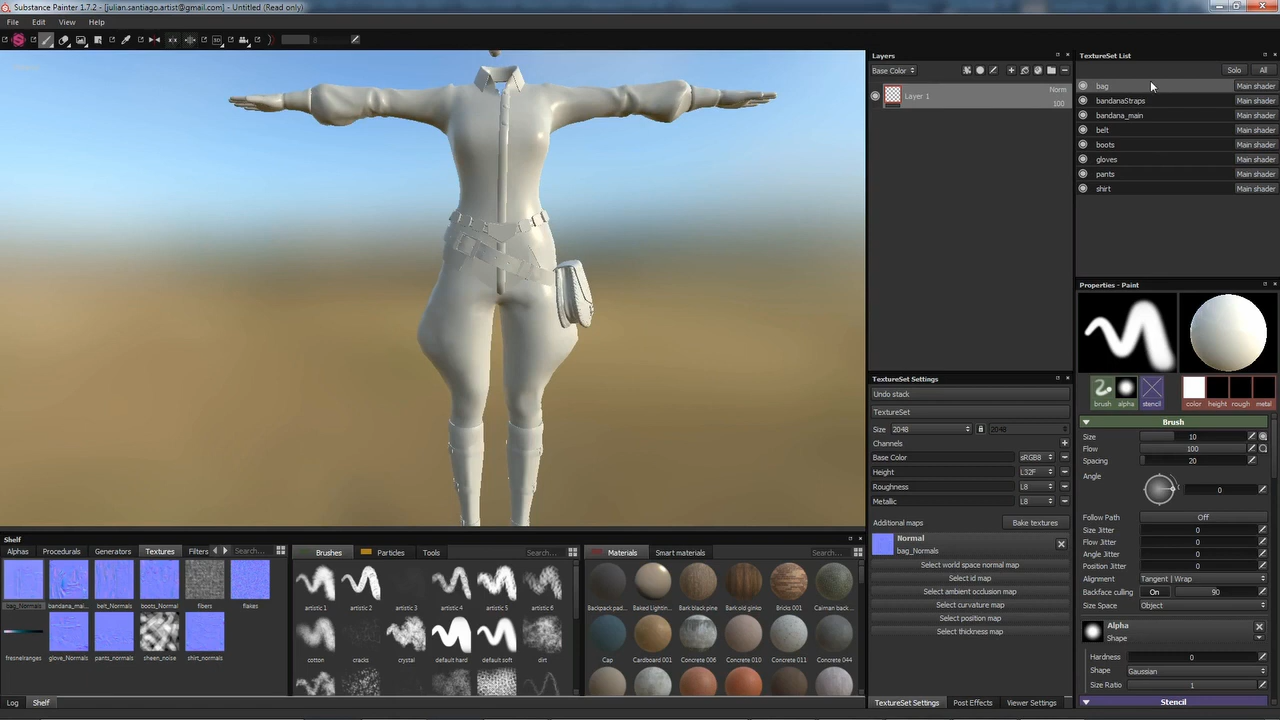 Substance Painter 1.7.2 - [julian.santiago.artist@gmail.com] - Untitled (Read only)
File Edit View Help
Layers
Base Color
Layer 1
Norm
100
TextureSet List
Solo All
bag Main shader
bandanaStraps Main shader
bandana_main Main shader
belt Main shader
boots Main shader
gloves Main shader
pants Main shader
shirt Main shader
TextureSet Settings
Undo stack
TextureSet
Size 2048 2048
Channels
Base Color sRGB8
Height L32F
Roughness L8
Metallic L8
Additional maps Bake textures
Normal
bag_Normals
Select world space normal map
Select id map
Select ambient occlusion map
Select curvature map
Select position map
Select thickness map
TextureSet Settings Post Effects Viewer Settings
Properties - Paint
brush alpha stencil color height rough metal
Brush
Size 10
Flow 100
Spacing 20
Angle 0
Follow Path Off
Size Jitter 0
Flow Jitter 0
Angle Jitter 0
Position Jitter 0
Alignment Tangent | Wrap
Backface culling On 90
Size Space Object
Alpha
Shape
Hardness 0
Shape Gaussian
Size Ratio 1
Stencil
Shelf
Alphas Procedurals Generators Textures Filters Search...
bag_Normals bandana_mai... belt_Normals boots_Normal fibers flakes
fresnelranges glove_Normals pants_normals sheen_noise shirt_normals
Brushes Particles Tools Search...
artistic 1 artistic 2 artistic 3 artistic 4 artistic 5 artistic 6
cotton cracks crystal default hard default soft dirt
Materials Smart materials Search...
Backpack pad... Baked Lightin... Bark black pine Bark old ginko Bricks 001 Caiman back...
Cap Cardboard 001 Concrete 006 Concrete 010 Concrete 011 Concrete 044
Log Shelf